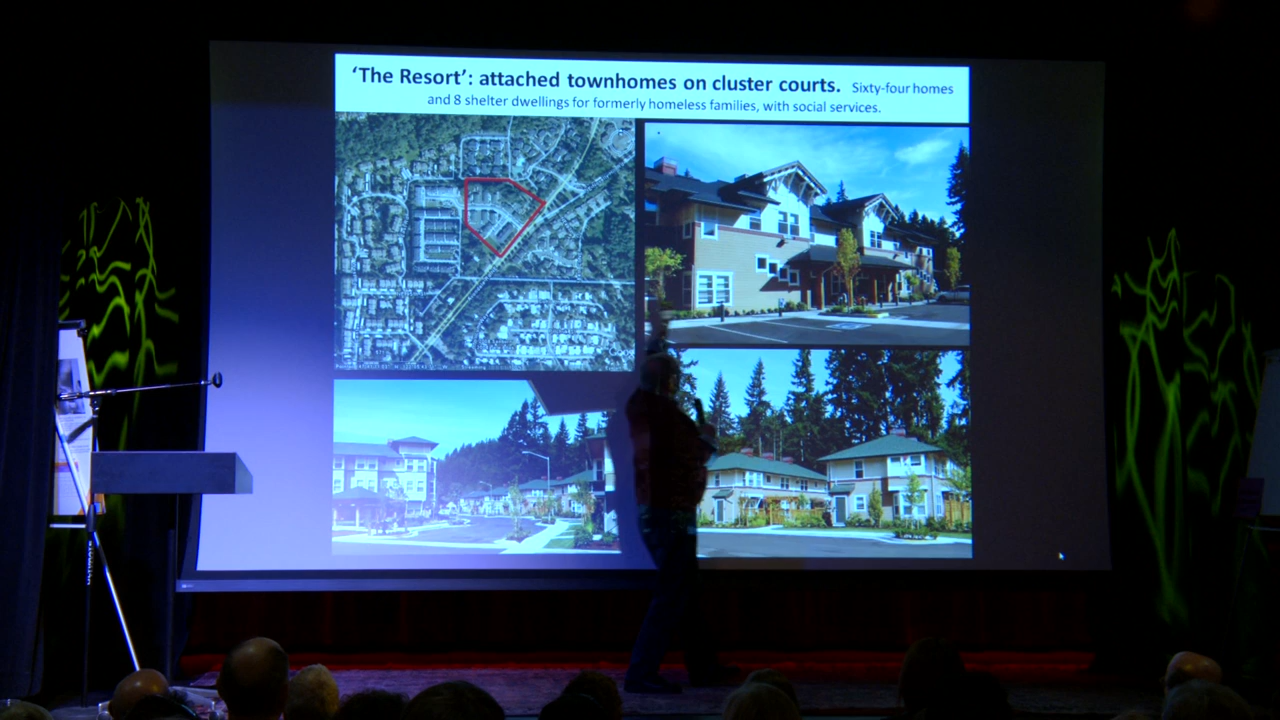 ‘The Resort’: attached townhomes on cluster courts. Sixty-four homes
and 8 shelter dwellings for formerly homeless families, with social services.